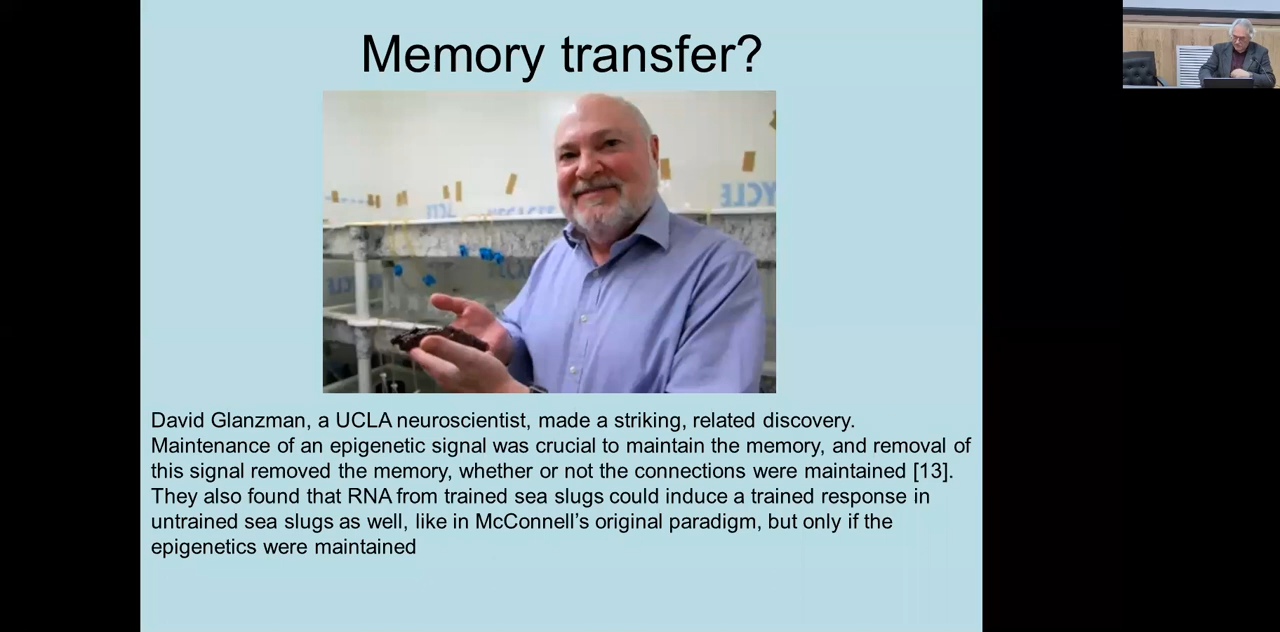 Memory transfer?
David Glanzman, a UCLA neuroscientist, made a striking, related discovery.
Maintenance of an epigenetic signal was crucial to maintain the memory, and removal of
this signal removed the memory, whether or not the connections were maintained [13].
They also found that RNA from trained sea slugs could induce a trained response in
untrained sea slugs as well, like in McConnell’s original paradigm, but only if the
epigenetics were maintained